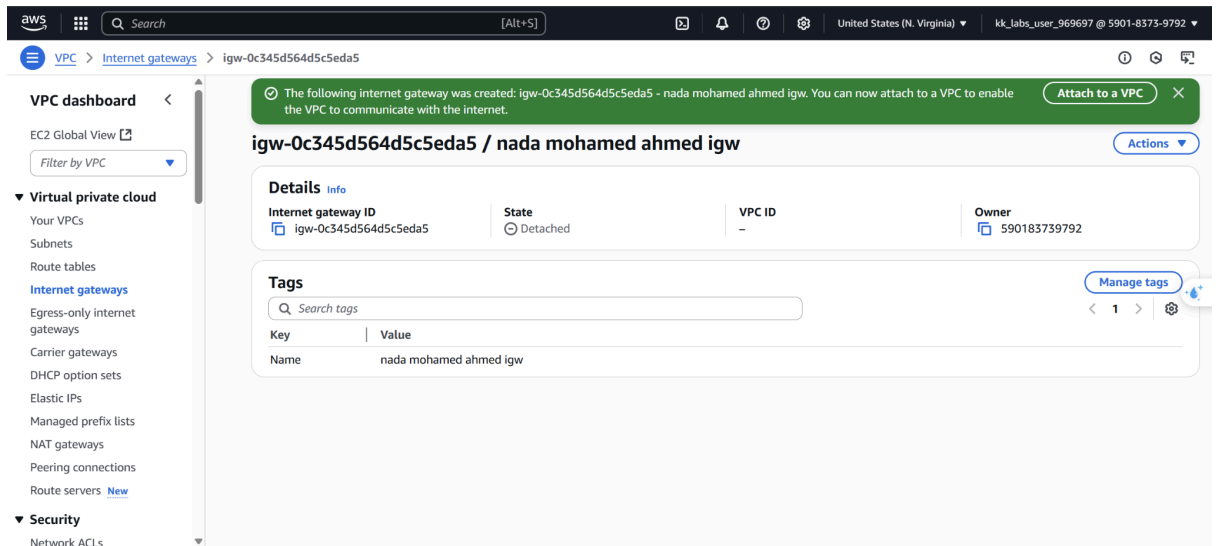 aws
Search [Alt+S]
United States (N. Virginia)
kk_labs_user_969697 @ 5901-8373-9792
VPC > Internet gateways > igw-0c345d564d5c5eda5
VPC dashboard
EC2 Global View
Filter by VPC
Virtual private cloud
Your VPCs
Subnets
Route tables
Internet gateways
Egress-only internet
gateways
Carrier gateways
DHCP option sets
Elastic IPs
Managed prefix lists
NAT gateways
Peering connections
Route servers New
Security
Network ACLs
The following internet gateway was created: igw-0c345d564d5c5eda5 - nada mohamed ahmed igw. You can now attach to a VPC to enable
the VPC to communicate with the internet.
Attach to a VPC
igw-0c345d564d5c5eda5 / nada mohamed ahmed igw
Actions
Details Info
Internet gateway ID
igw-0c345d564d5c5eda5
State
Detached
VPC ID
–
Owner
590183739792
Tags
Manage tags
Search tags
1
Key Value
Name nada mohamed ahmed igw